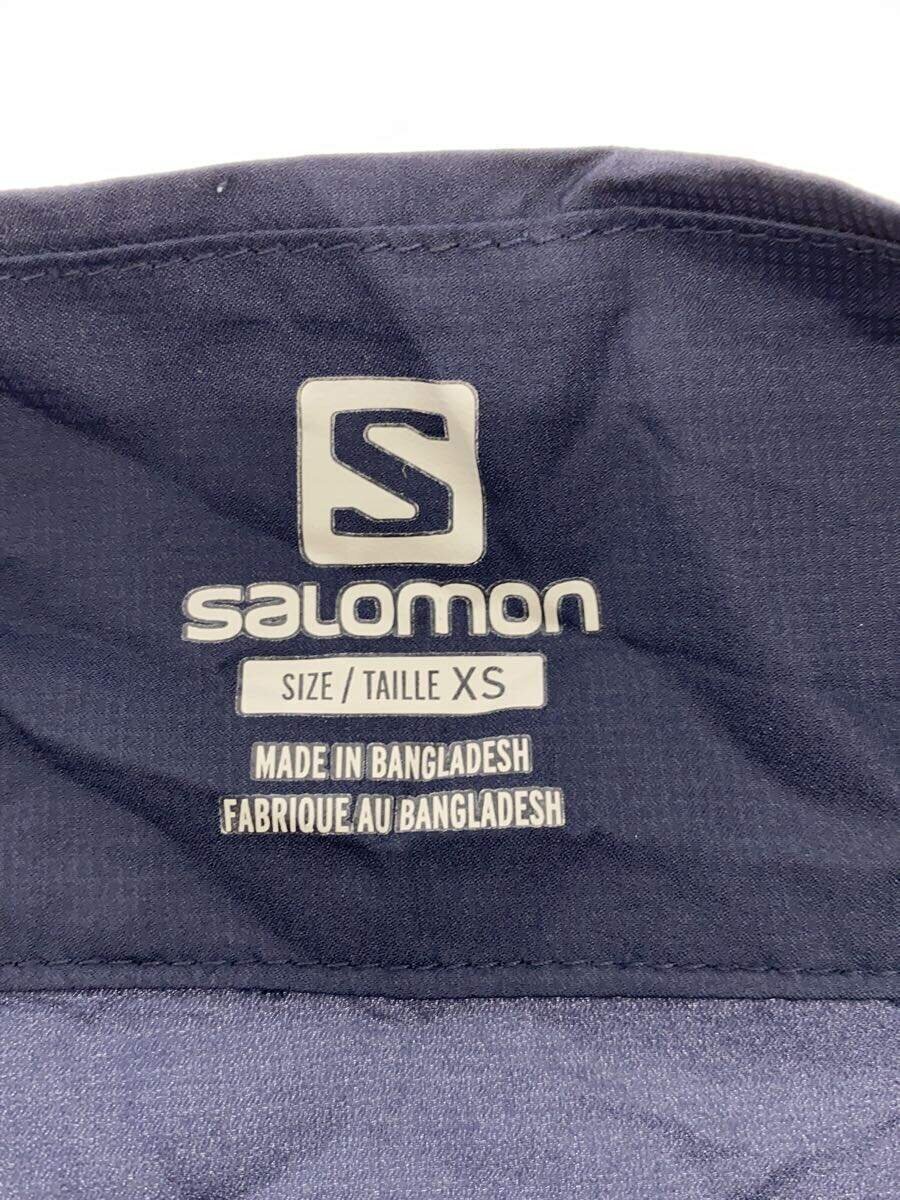 S
salomon
SIZE / TAILLE XS
MADE IN BANGLADESH
FABRIQUE AU BANGLADESH